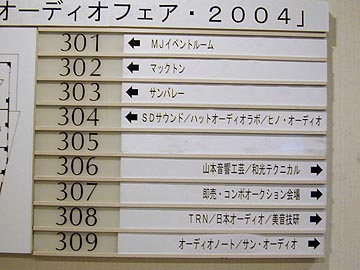 オーディオフェア・２００４」
301 ← MJイベントルーム
302 ← マックトン
303 ← サンバレー
304 ← SDサウンド／ハットオーディオラボ／ヒノ・オーディオ
305
306 山本音響工芸／和光テクニカル →
307 即売・コンポオークション会場 →
308 TRN／日本オーディオ／美音技研 →
309 オーディオノート／サン・オーディオ →